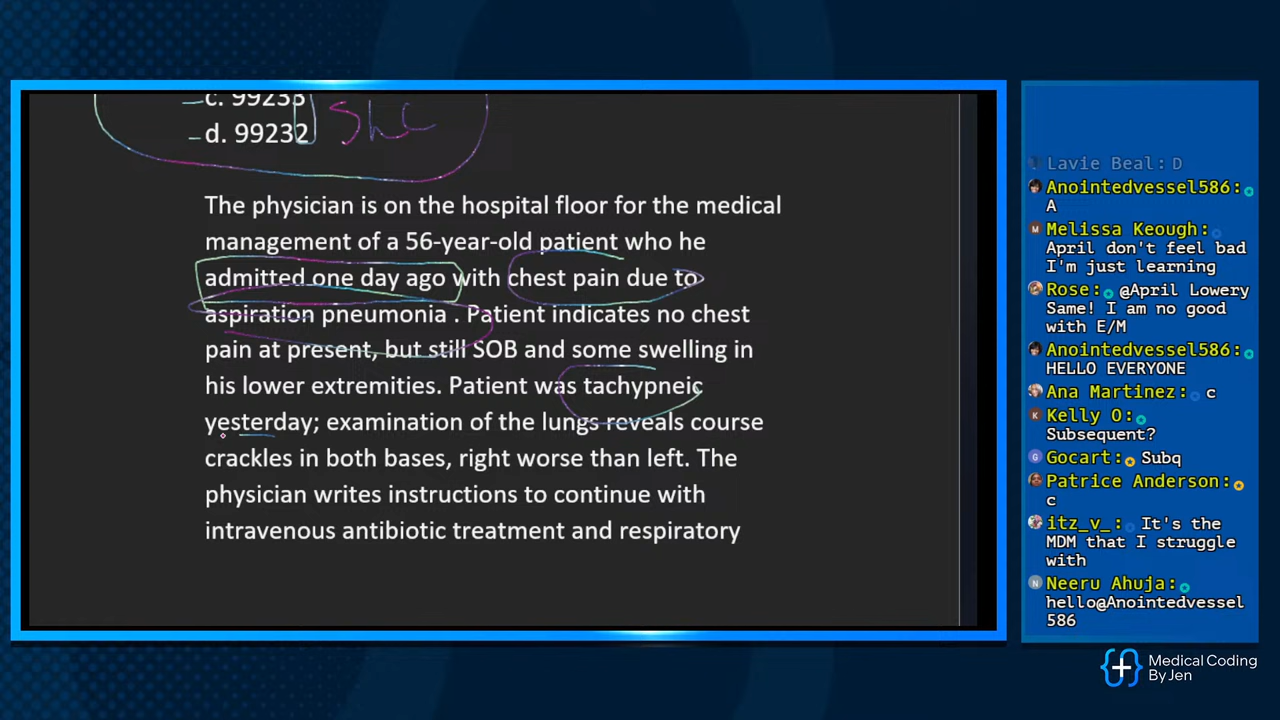 c. 99233
d. 99232
Shc
The physician is on the hospital floor for the medical
management of a 56-year-old patient who he
admitted one day ago with chest pain due to
aspiration pneumonia . Patient indicates no chest
pain at present, but still SOB and some swelling in
his lower extremities. Patient was tachypneic
yesterday; examination of the lungs reveals course
crackles in both bases, right worse than left. The
physician writes instructions to continue with
intravenous antibiotic treatment and respiratory
Lavie Beal: D
Anointedvessel586:
A
Melissa Keough:
April don't feel bad
I'm just learning
Rose: @April Lowery
Same! I am no good
with E/M
Anointedvessel586:
HELLO EVERYONE
Ana Martinez: c
Kelly O:
Subsequent?
Gocart: Subq
Patrice Anderson:
c
itz_v_: It's the
MDM that I struggle
with
Neeru Ahuja:
hello@Anointedvessel
586
Medical Coding
By Jen